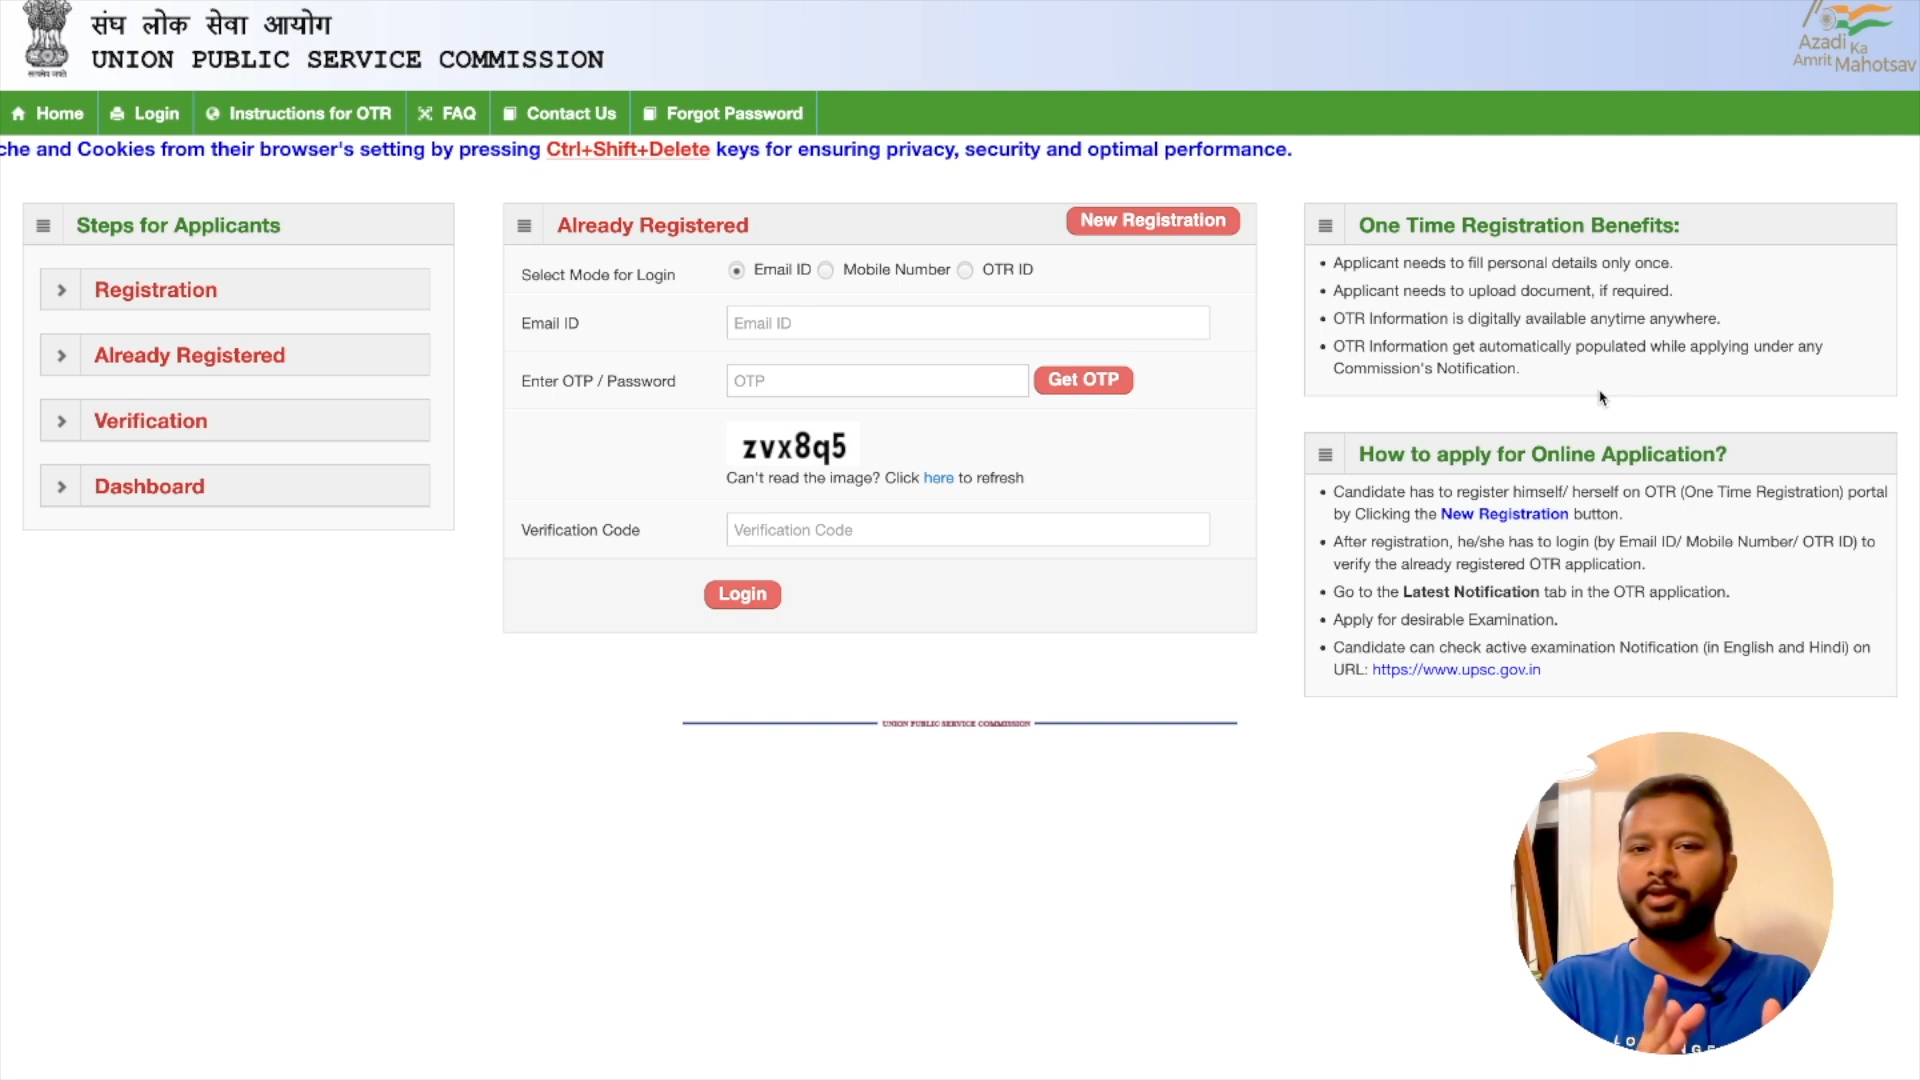 संघ लोक सेवा आयोग
UNION PUBLIC SERVICE COMMISSION
सत्यमेव जयते
Azadi Ka
Amrit Mahotsav
Home
Login
Instructions for OTR
FAQ
Contact Us
Forgot Password
che and Cookies from their browser's setting by pressing Ctrl+Shift+Delete keys for ensuring privacy, security and optimal performance.
Steps for Applicants
Registration
Already Registered
Verification
Dashboard
Already Registered
New Registration
Select Mode for Login
Email ID
Mobile Number
OTR ID
Email ID
Email ID
Enter OTP / Password
OTP
Get OTP
zvx8q5
Can't read the image? Click here to refresh
Verification Code
Verification Code
Login
One Time Registration Benefits:
Applicant needs to fill personal details only once.
Applicant needs to upload document, if required.
OTR Information is digitally available anytime anywhere.
OTR Information get automatically populated while applying under any
Commission's Notification.
How to apply for Online Application?
Candidate has to register himself/ herself on OTR (One Time Registration) portal
by Clicking the New Registration button.
After registration, he/she has to login (by Email ID/ Mobile Number/ OTR ID) to
verify the already registered OTR application.
Go to the Latest Notification tab in the OTR application.
Apply for desirable Examination.
Candidate can check active examination Notification (in English and Hindi) on
URL: https://www.upsc.gov.in
UNION PUBLIC SERVICE COMMISSION